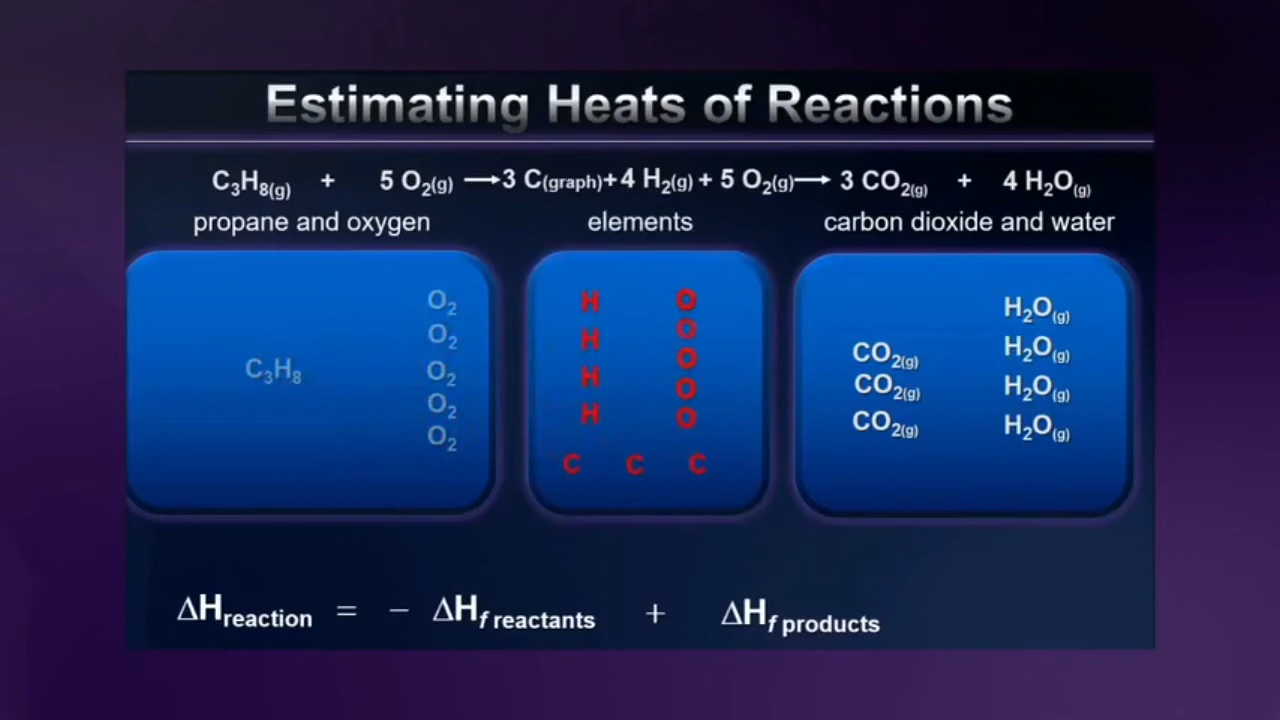 Estimating Heats of Reactions
C₃H₈(g) + 5 O₂(g) ⟶3 C(graph)+4 H₂(g) + 5 O₂(g)⟶ 3 CO₂(g) + 4 H₂O(g)
propane and oxygen elements carbon dioxide and water
C₃H₈
O₂
O₂
O₂
O₂
O₂
H O
H O
H O
H O
O
C C C
CO₂(g)
CO₂(g)
CO₂(g)
H₂O(g)
H₂O(g)
H₂O(g)
H₂O(g)
ΔHreaction = − ΔHf reactants + ΔHf products